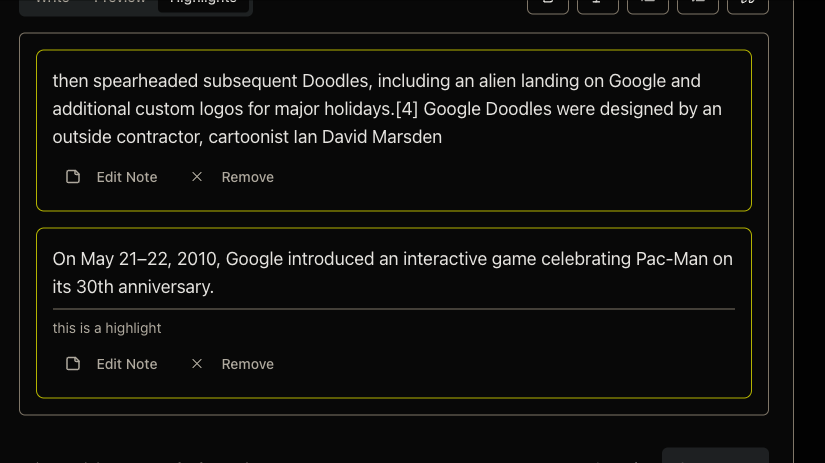 Write Preview Highlights
then spearheaded subsequent Doodles, including an alien landing on Google and
additional custom logos for major holidays.[4] Google Doodles were designed by an
outside contractor, cartoonist Ian David Marsden
Edit Note Remove
On May 21–22, 2010, Google introduced an interactive game celebrating Pac-Man on
its 30th anniversary.
this is a highlight
Edit Note Remove